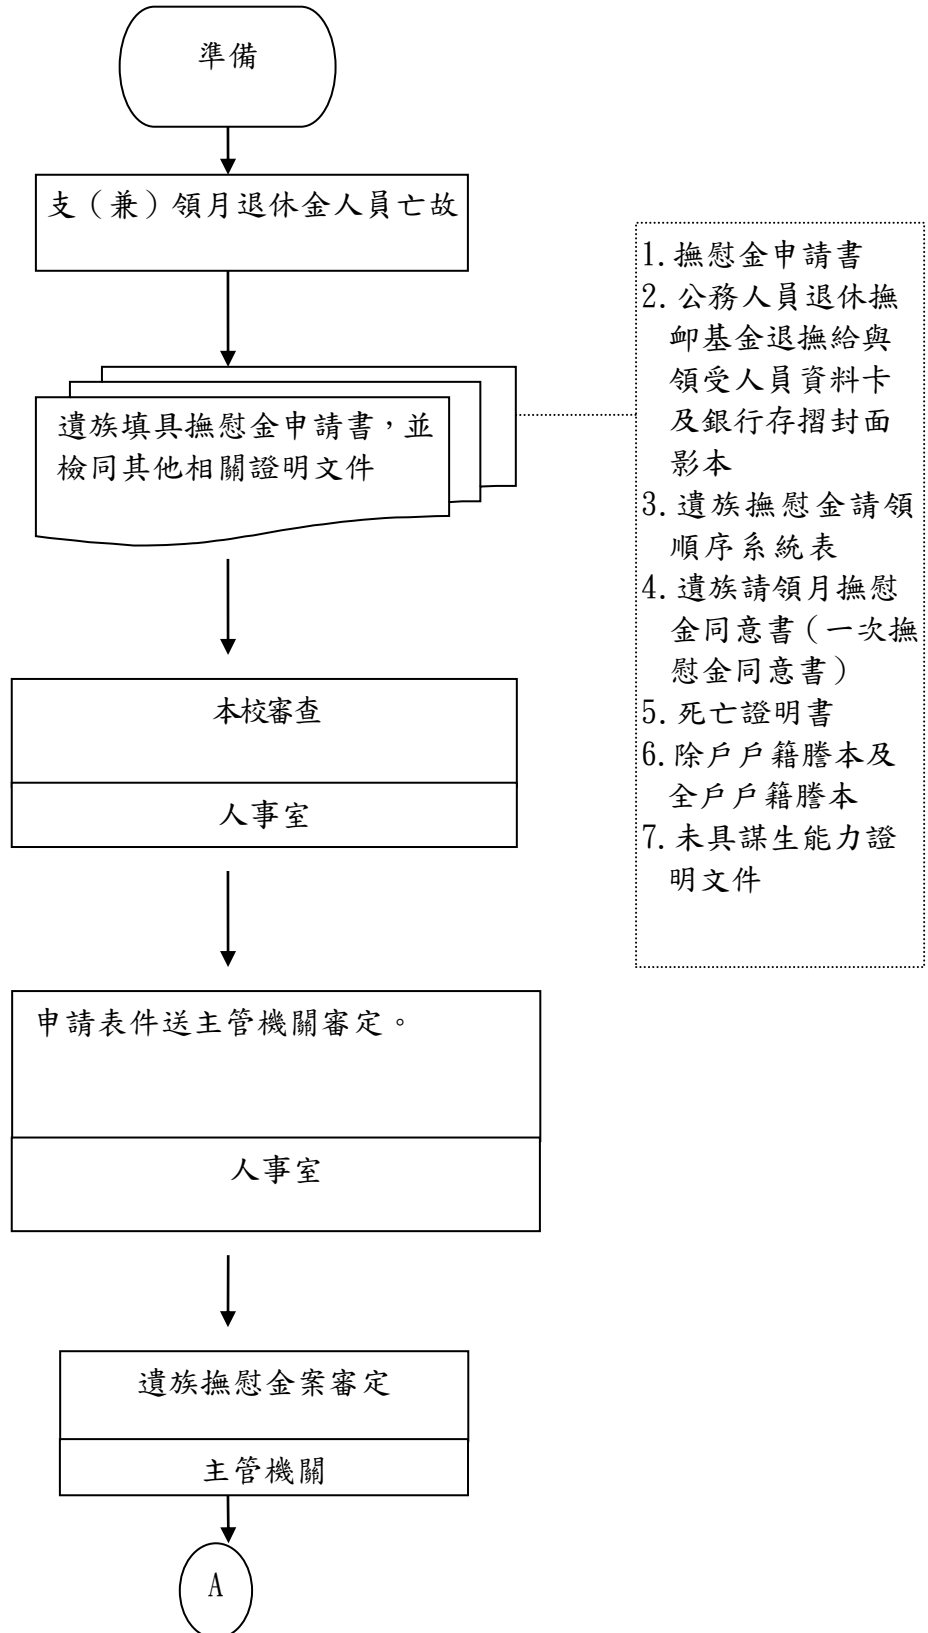 準備
支（兼）領月退休金人員亡故
遺族填具撫慰金申請書，並
檢同其他相關證明文件
1.撫慰金申請書
2.公務人員退休撫
卹基金退撫給與
領受人員資料卡
及銀行存摺封面
影本
3.遺族撫慰金請領
順序系統表
4.遺族請領月撫慰
金同意書（一次撫
慰金同意書）
5.死亡證明書
6.除戶戶籍謄本及
全戶戶籍謄本
7.未具謀生能力證
明文件
本校審查
人事室
申請表件送主管機關審定。
人事室
遺族撫慰金案審定
主管機關
A